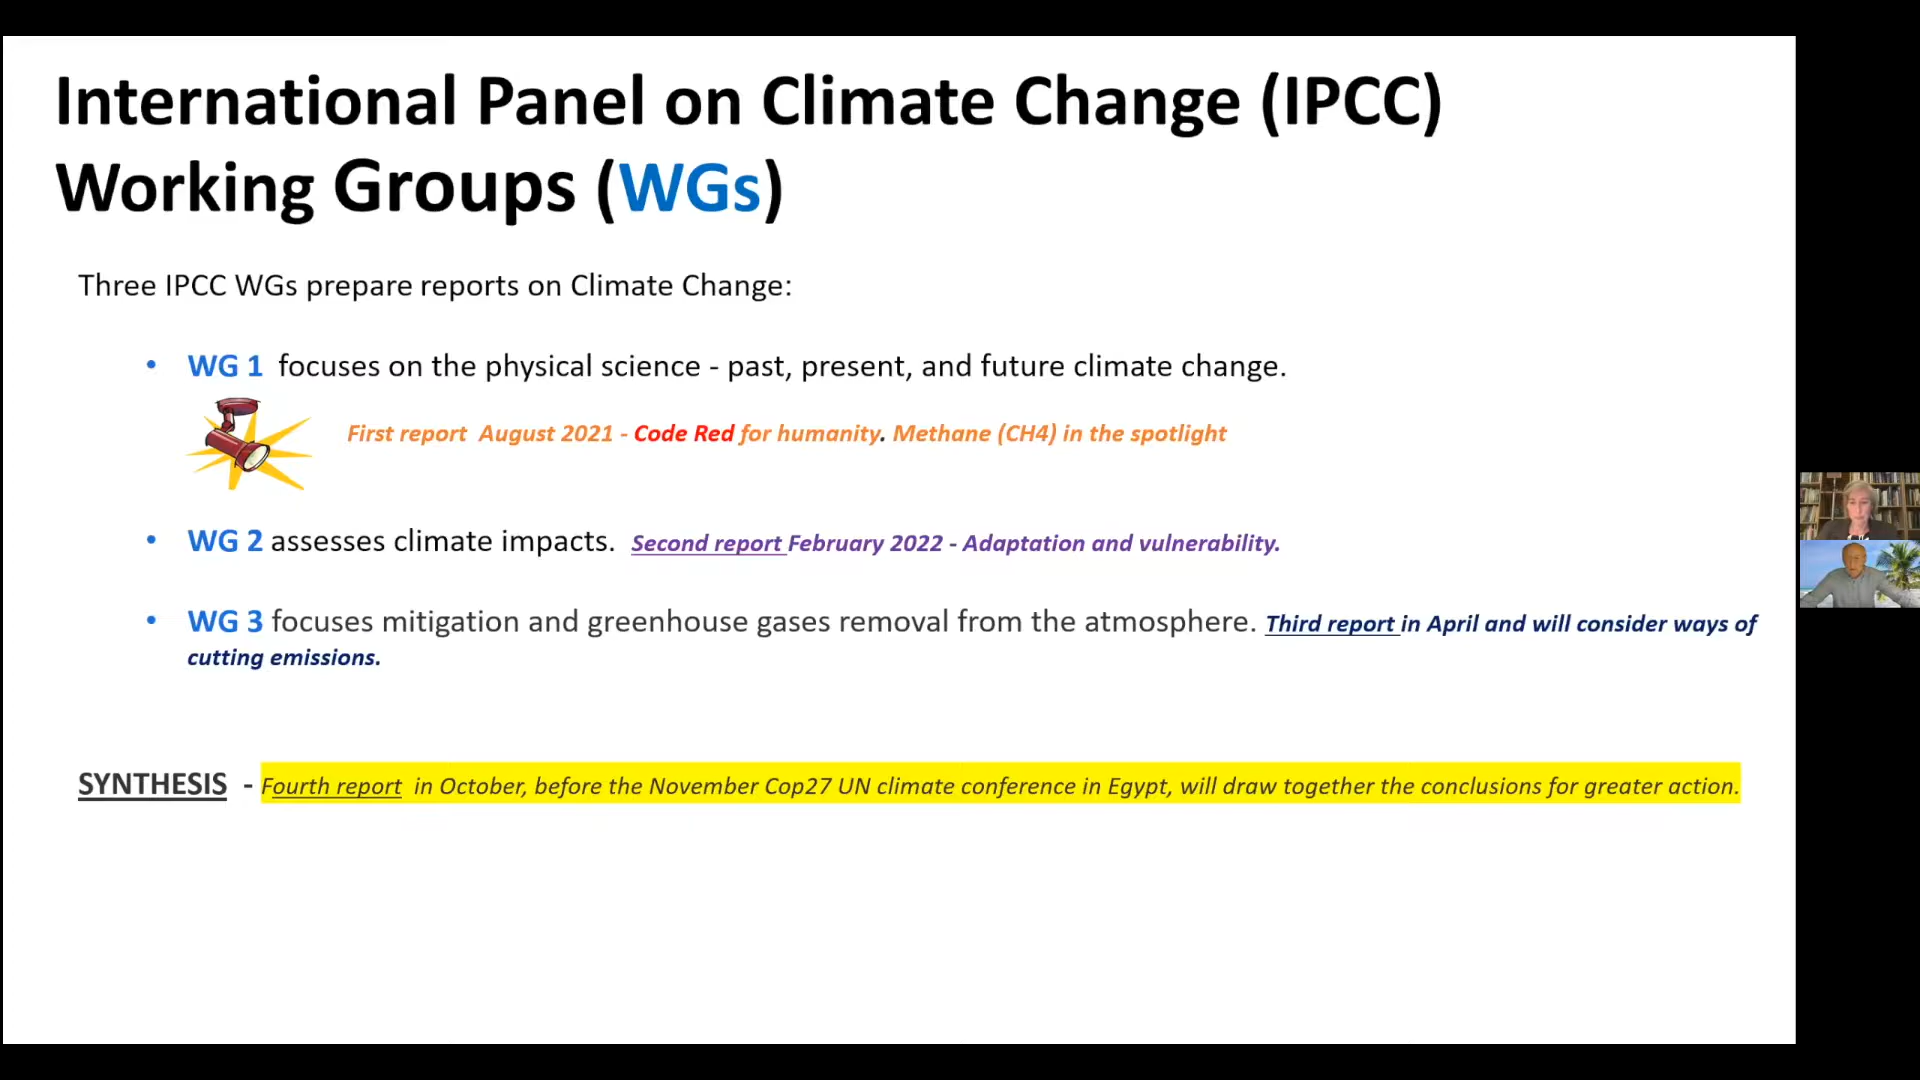 International Panel on Climate Change (IPCC)
Working Groups (WGs)
Three IPCC WGs prepare reports on Climate Change:
• WG 1 focuses on the physical science - past, present, and future climate change.
First report August 2021 - Code Red for humanity. Methane (CH4) in the spotlight
• WG 2 assesses climate impacts. Second report February 2022 - Adaptation and vulnerability.
• WG 3 focuses mitigation and greenhouse gases removal from the atmosphere. Third report in April and will consider ways of
cutting emissions.
SYNTHESIS - Fourth report in October, before the November Cop27 UN climate conference in Egypt, will draw together the conclusions for greater action.